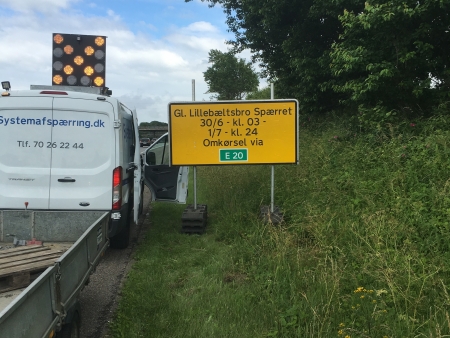 Systemafspærring.dk
Tlf. 70 26 22 44
Gl. Lillebæltsbro Spærret
30/6 - kl. 03 -
1/7 - kl. 24
Omkørsel via
E 20